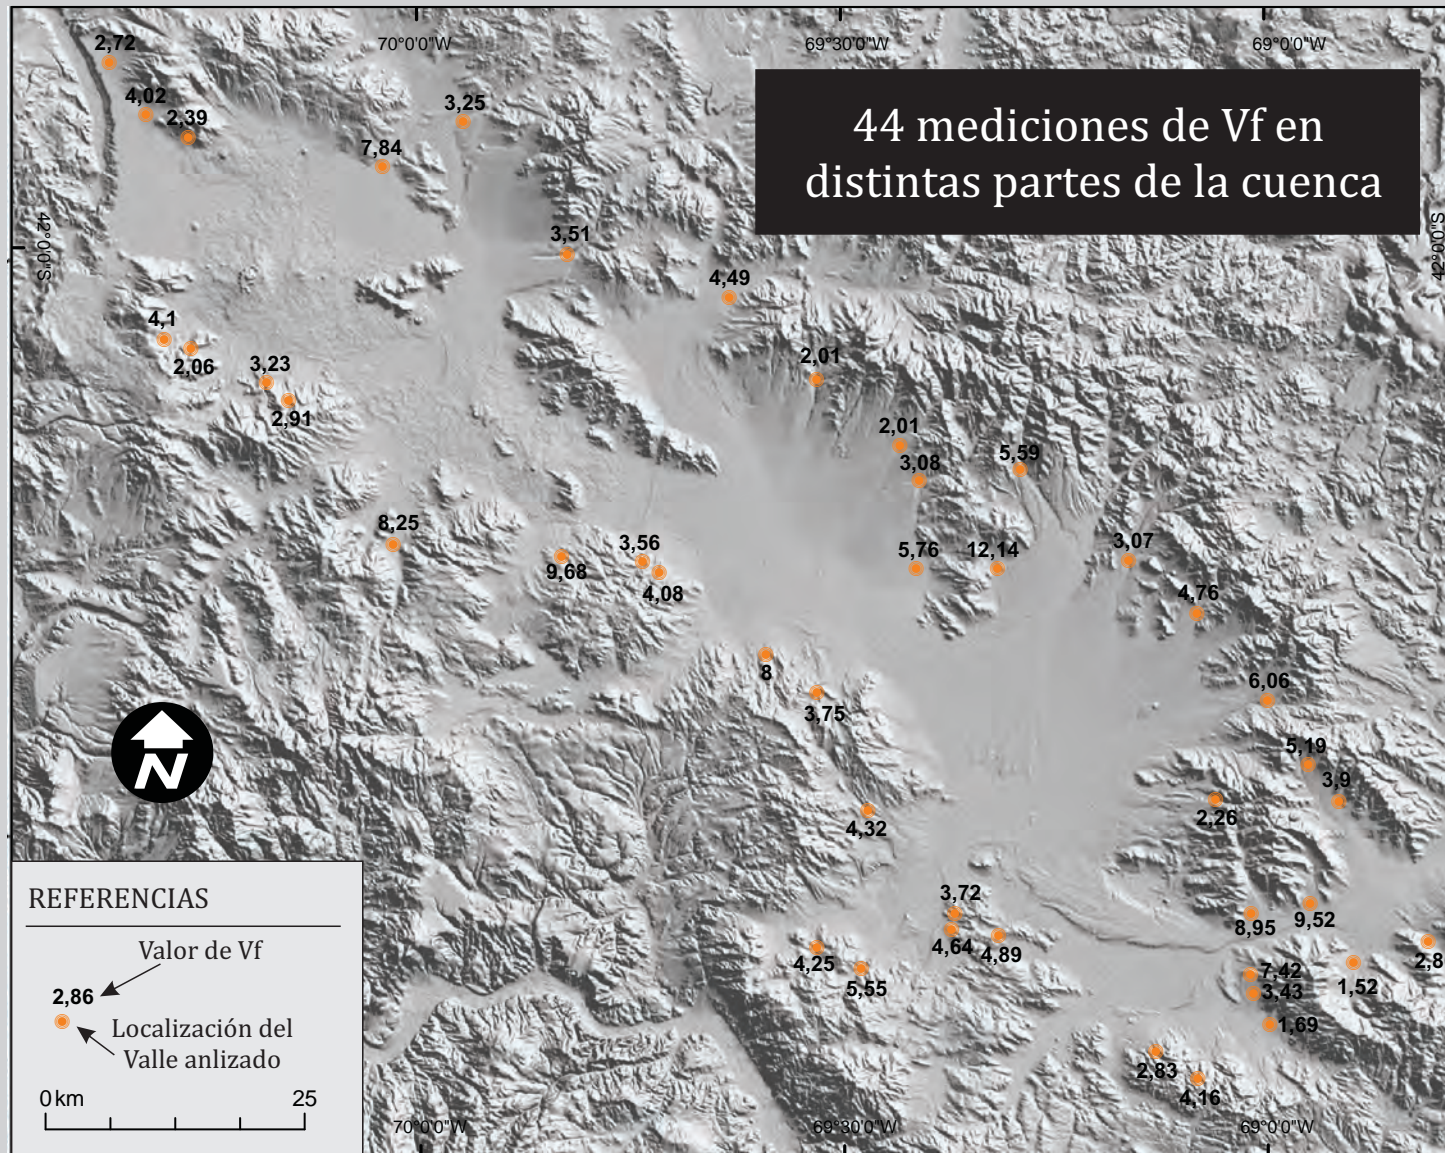 70°0'0"W
69°30'0"W
69°0'0"W
44 mediciones de Vf en
distintas partes de la cuenca
2,72
4,02
2,39
3,25
7,84
42°0'0"S
42°0'0"S
3,51
4,49
4,1
2,06
3,23
2,91
2,01
2,01
3,08
5,59
8,25
9,68
3,56
4,08
5,76
12,14
3,07
4,76
8
3,75
6,06
N
5,19
3,9
2,26
4,32
3,72
4,64
4,89
4,25
5,55
8,95
9,52
2,8
7,42
3,43
1,52
1,69
2,83
4,16
REFERENCIAS
Valor de Vf
2,86
Localización del
Valle anlizado
0 km 25
70°0'0"W
69°30'0"W
69°0'0"W